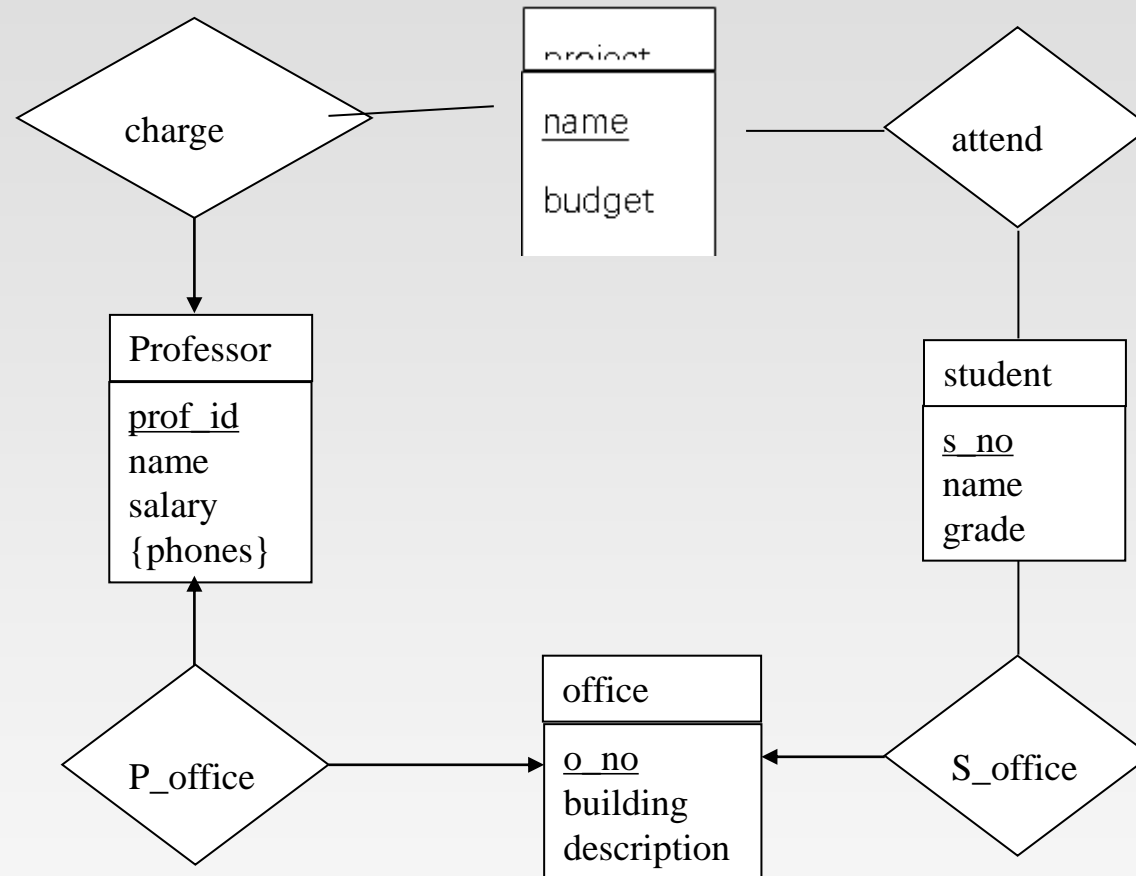 charge
project
name
budget
attend
Professor
prof_id
name
salary
{phones}
student
s_no
name
grade
P_office
office
o_no
building
description
S_office